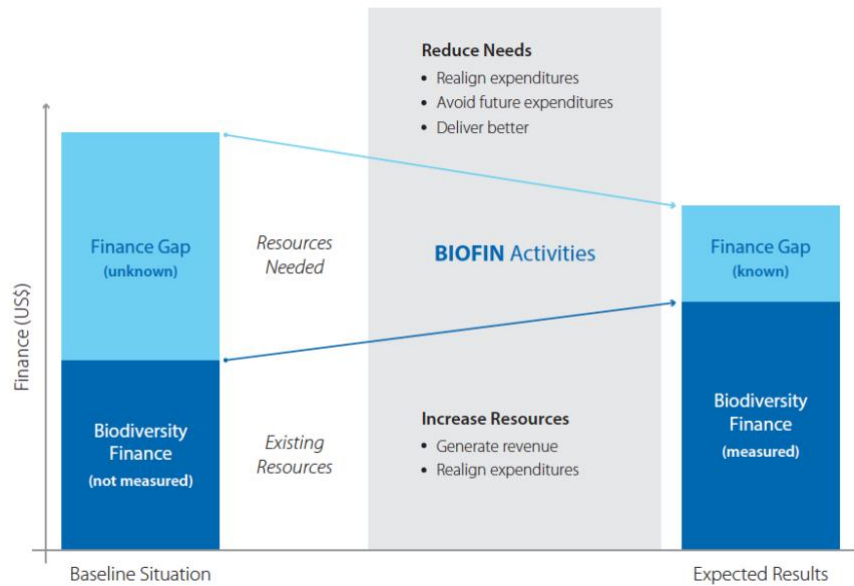 Finance (US$)
Finance Gap
(unknown)
Biodiversity
Finance
(not measured)
Baseline Situation
Resources
Needed
Existing
Resources
Reduce Needs
• Realign expenditures
• Avoid future expenditures
• Deliver better
BIOFIN Activities
Increase Resources
• Generate revenue
• Realign expenditures
Finance Gap
(known)
Biodiversity
Finance
(measured)
Expected Results